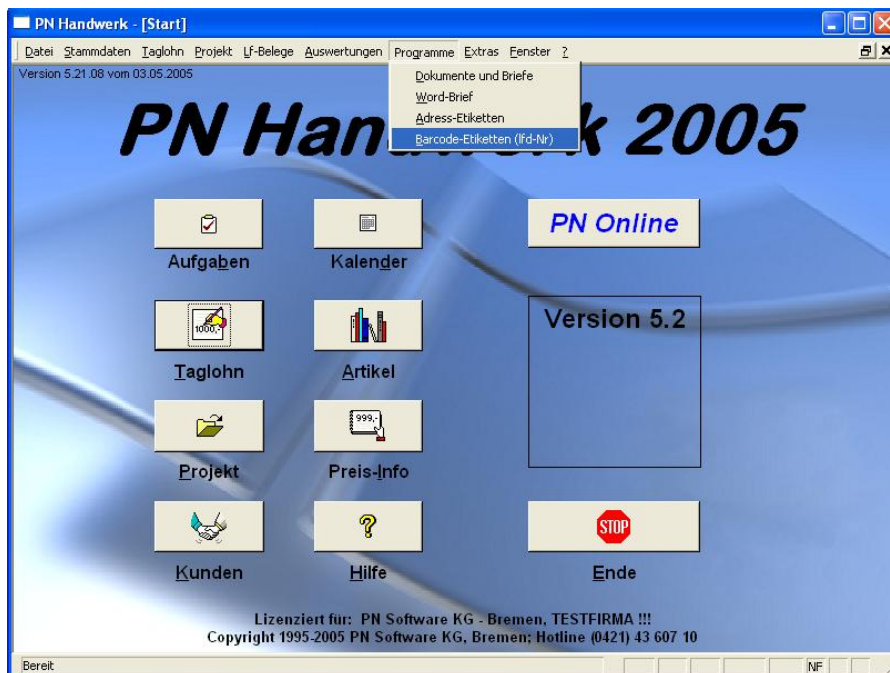 PN Handwerk - [Start]
Datei Stammdaten Taglohn Projekt Lf-Belege Auswertungen Programme Extras Fenster ?
Version 5.21.08 vom 03.05.2005
Dokumente und Briefe
Word-Brief
Adress-Etiketten
Barcode-Etiketten (lfd-Nr)
PN Han k 2005
PN Online
Aufgaben
Kalender
Version 5.2
1000,-
Taglohn
Artikel
999,-
Projekt
Preis-Info
STOP
Kunden
Hilfe
Ende
Lizenziert für: PN Software KG - Bremen, TESTFIRMA !!!
Copyright 1995-2005 PN Software KG, Bremen; Hotline (0421) 43 607 10
Bereit
NF